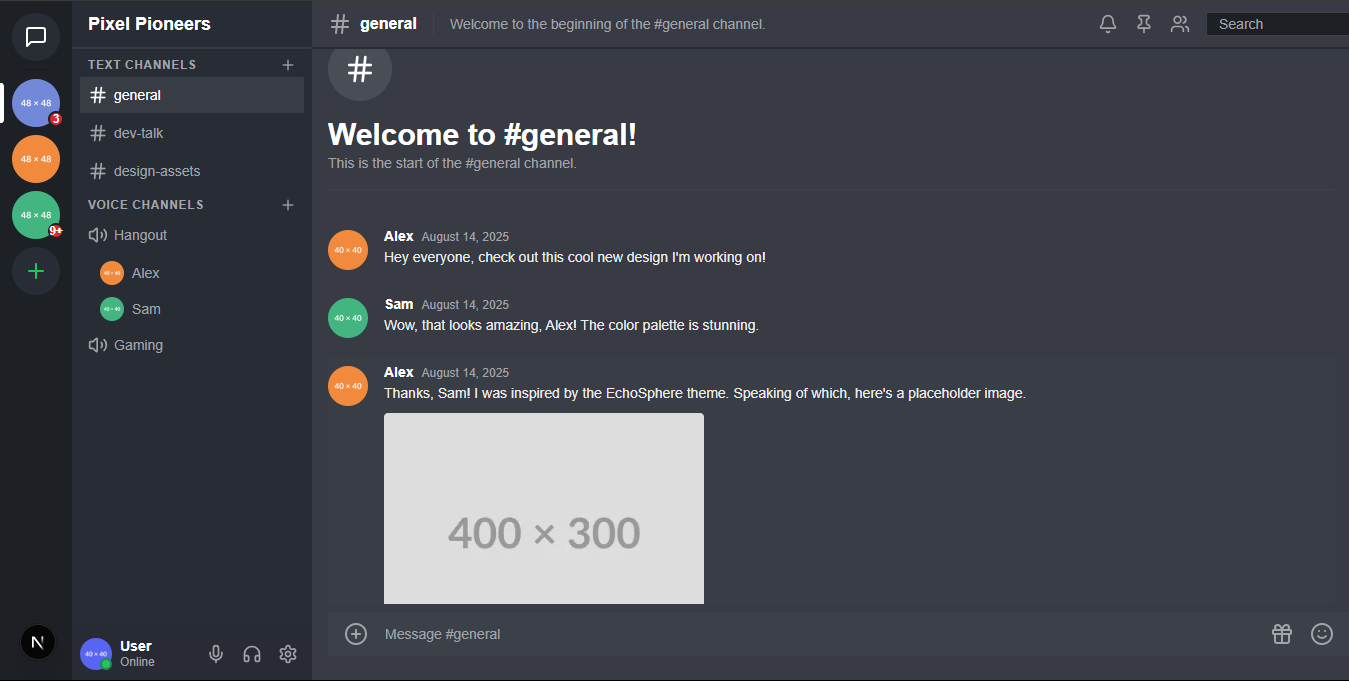 Pixel Pioneers
general
Welcome to the beginning of the #general channel.
Search
48 × 48
3
48 × 48
48 × 48
9+
TEXT CHANNELS
general
dev-talk
design-assets
VOICE CHANNELS
Hangout
40 × 40
Alex
40 × 40
Sam
Gaming
N
40 × 40
User
Online
#
Welcome to #general!
This is the start of the #general channel.
40 × 40
Alex August 14, 2025
Hey everyone, check out this cool new design I'm working on!
40 × 40
Sam August 14, 2025
Wow, that looks amazing, Alex! The color palette is stunning.
40 × 40
Alex August 14, 2025
Thanks, Sam! I was inspired by the EchoSphere theme. Speaking of which, here's a placeholder image.
400 × 300
Message #general